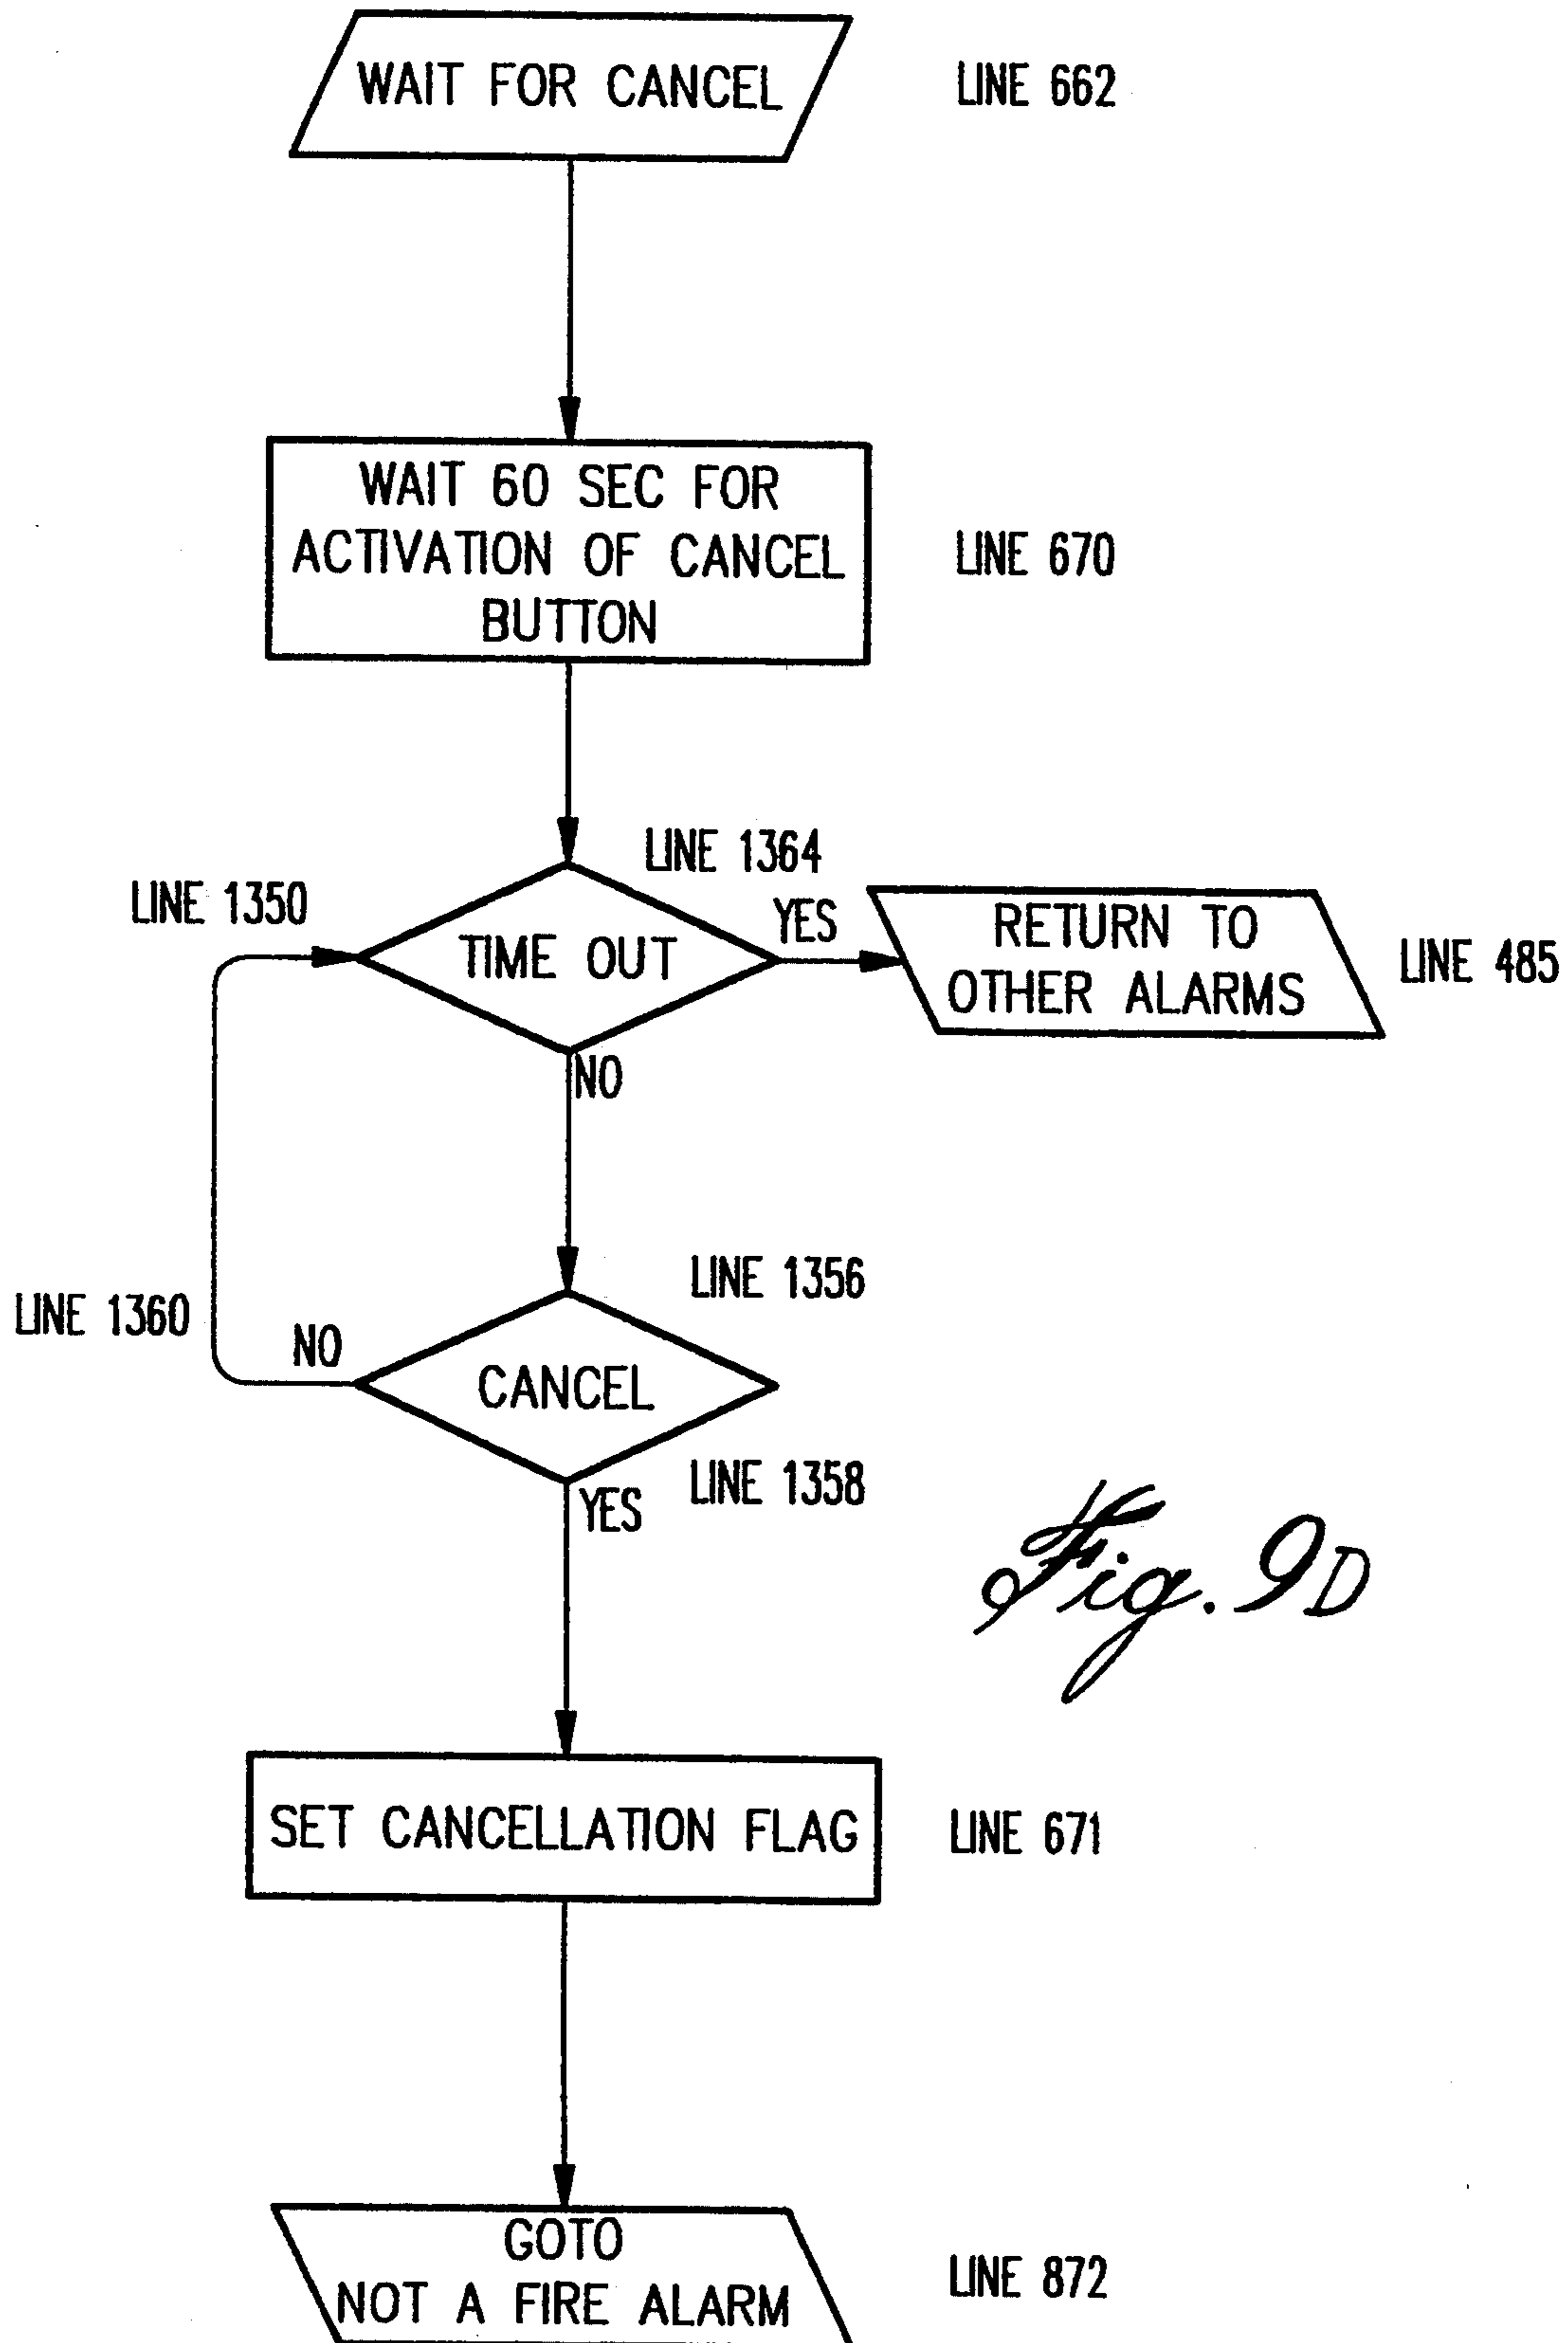 WAIT FOR CANCEL
LINE 662
WAIT 60 SEC FOR
ACTIVATION OF CANCEL
BUTTON
LINE 670
LINE 1364
LINE 1350
TIME OUT
YES
RETURN TO
OTHER ALARMS
LINE 485
NO
LINE 1356
LINE 1360
NO
CANCEL
LINE 1358
YES
Fig. 9D
SET CANCELLATION FLAG
LINE 671
GOTO
NOT A FIRE ALARM
LINE 872